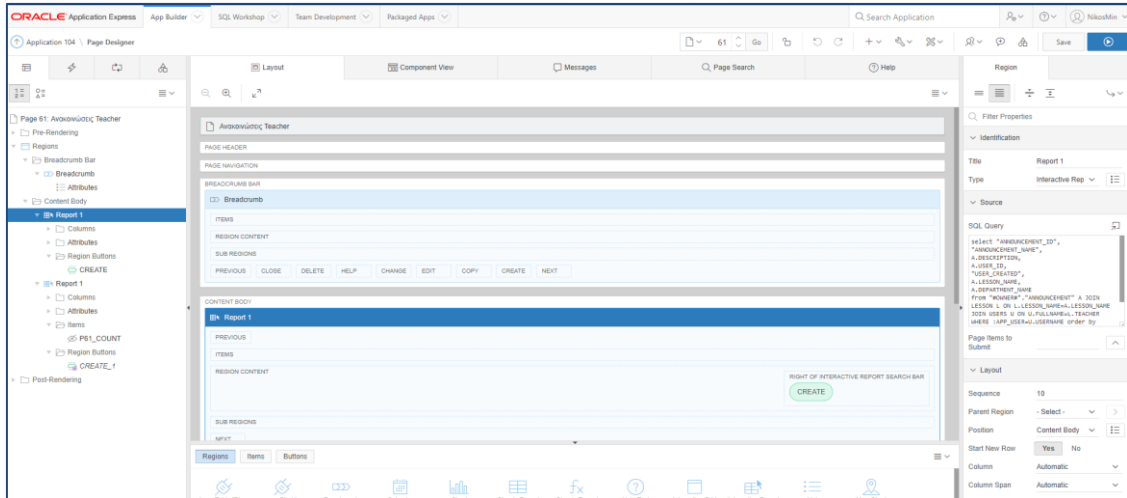 ORACLE Application Express App Builder SQL Workshop Team Development Packaged Apps Search Application NikosMin
Application 104 \ Page Designer 61 Go Save
Layout Component View Messages Page Search Help Region
Page 61: Ανακοινώσεις Teacher
Pre-Rendering
Regions
Breadcrumb Bar
Breadcrumb
Attributes
Content Body
Report 1
Columns
Attributes
Region Buttons
CREATE
Report 1
Columns
Attributes
Items
P61_COUNT
Region Buttons
CREATE_1
Post-Rendering
Ανακοινώσεις Teacher
PAGE HEADER
PAGE NAVIGATION
BREADCRUMB BAR
Breadcrumb
ITEMS
REGION CONTENT
SUB REGIONS
PREVIOUS CLOSE DELETE HELP CHANGE EDIT COPY CREATE NEXT
CONTENT BODY
Report 1
PREVIOUS
ITEMS
REGION CONTENT
RIGHT OF INTERACTIVE REPORT SEARCH BAR
CREATE
SUB REGIONS
NEXT
Regions Items Buttons
Filter Properties
Identification
Title Report 1
Type Interactive Rep
Source
SQL Query
select "ANNOUNCEMENT_ID",
"ANNOUNCEMENT_NAME",
A.DESCRIPTION,
A.USER_ID,
"USER_CREATED",
A.LESSON_NAME,
A.DEPARTMENT_NAME
from "#OWNER#"."ANNOUNCEMENT" A JOIN
LESSON L ON L.LESSON_NAME=A.LESSON_NAME
JOIN USERS U ON U.FULLNAME=L.TEACHER
WHERE :APP_USER=U.USERNAME order by
Page Items to
Submit
Layout
Sequence 10
Parent Region - Select -
Position Content Body
Start New Row Yes No
Column Automatic
Column Span Automatic